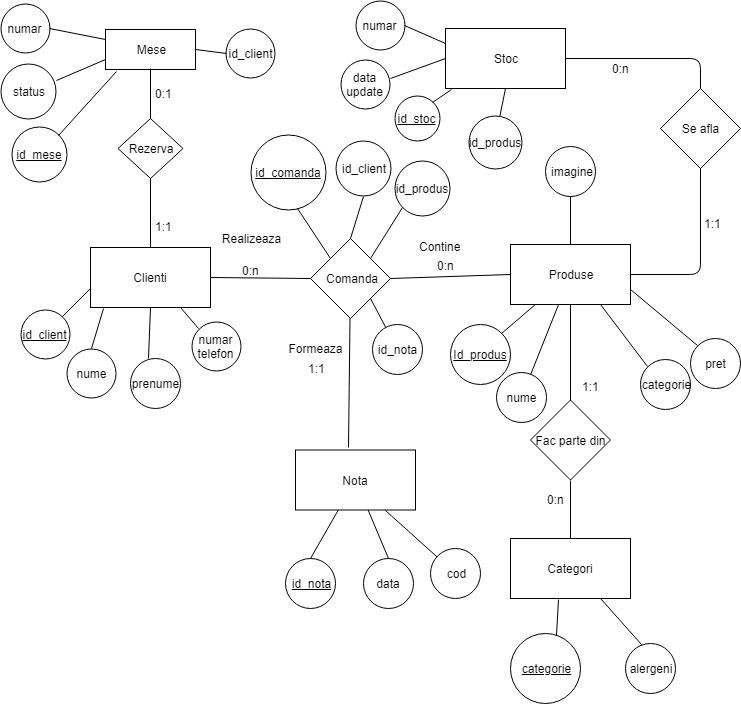 numar
Mese
id_client
status
id_mese
0:1
Rezerva
1:1
numar
Stoc
data
update
id_stoc
id_produs
0:n
Se afla
1:1
id_comanda
id_client
id_produs
imagine
Realizeaza
0:n
Clienti
Comanda
Contine
0:n
Produse
id_client
nume
prenume
numar
telefon
Formeaza
1:1
id_nota
Id_produs
nume
categorie
pret
1:1
Fac parte din
0:n
Nota
id_nota
data
cod
Categori
categorie
alergeni